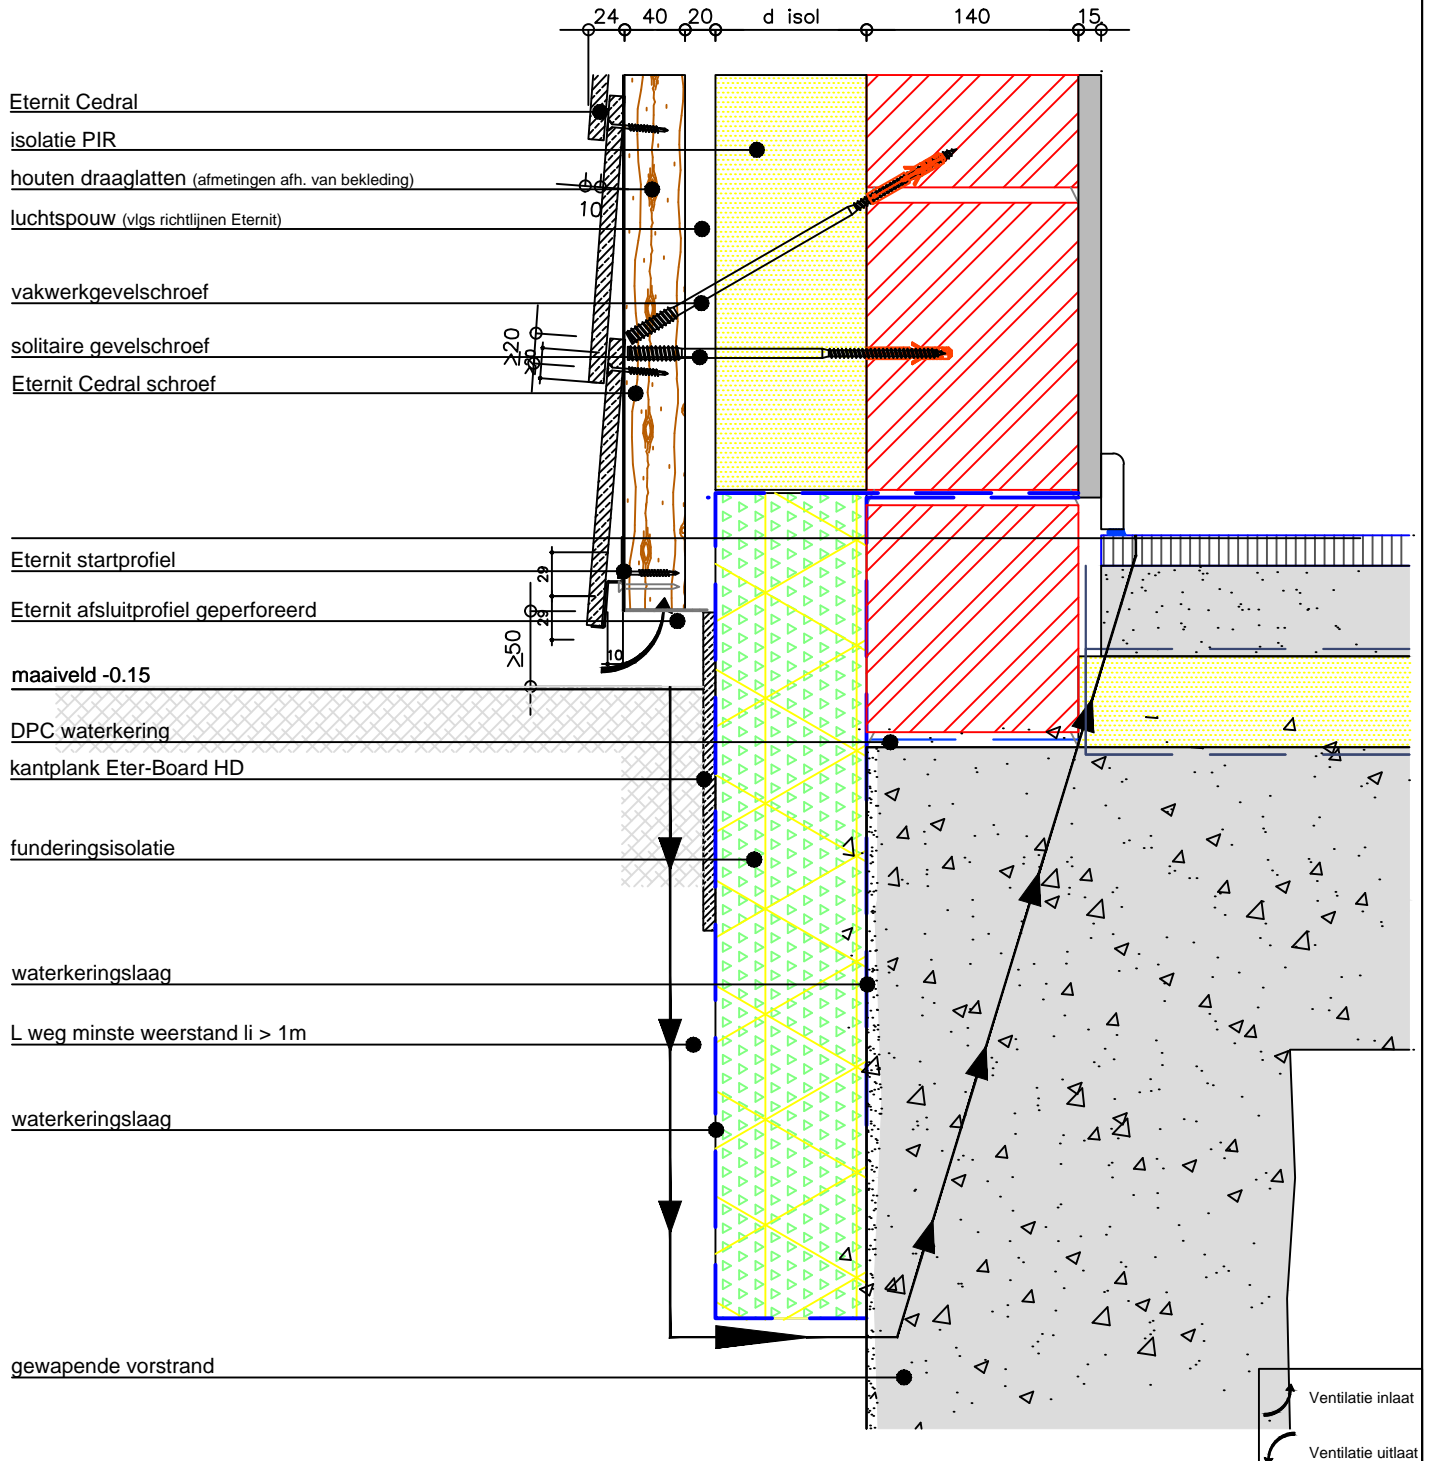 24 40 20 d isol 140 15
Eternit Cedral
isolatie PIR
houten draaglatten (afmetingen afh. van bekleding)
10
luchtspouw (vlgs richtlijnen Eternit)
vakwerkgevelschroef
≥20
solitaire gevelschroef
Eternit Cedral schroef
Eternit startprofiel
29
Eternit afsluitprofiel geperforeerd
29
≥50
10
maaiveld -0.15
DPC waterkering
kantplank Eter-Board HD
funderingsisolatie
waterkeringslaag
L weg minste weerstand li > 1m
waterkeringslaag
gewapende vorstrand
Ventilatie inlaat
Ventilatie uitlaat